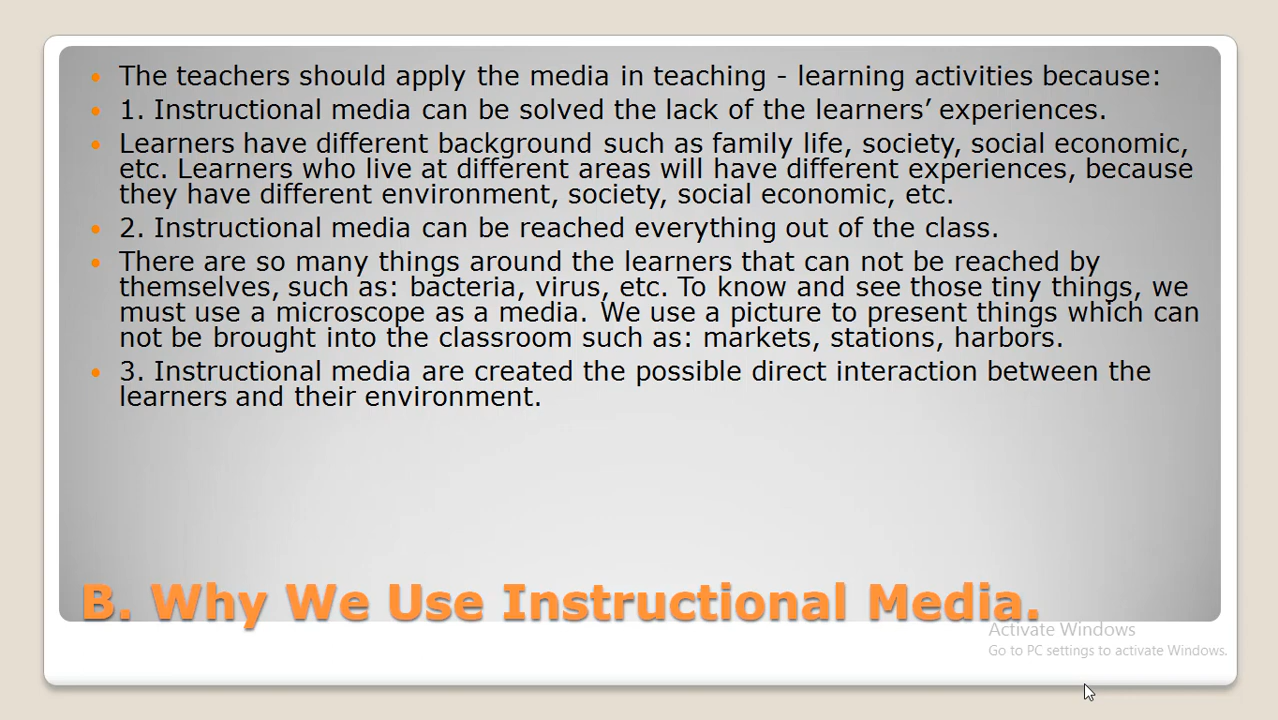 The teachers should apply the media in teaching - learning activities because:
1. Instructional media can be solved the lack of the learners’ experiences.
Learners have different background such as family life, society, social economic,
etc. Learners who live at different areas will have different experiences, because
they have different environment, society, social economic, etc.
2. Instructional media can be reached everything out of the class.
There are so many things around the learners that can not be reached by
themselves, such as: bacteria, virus, etc. To know and see those tiny things, we
must use a microscope as a media. We use a picture to present things which can
not be brought into the classroom such as: markets, stations, harbors.
3. Instructional media are created the possible direct interaction between the
learners and their environment.
B. Why We Use Instructional Media.
Activate Windows
Go to PC settings to activate Windows.